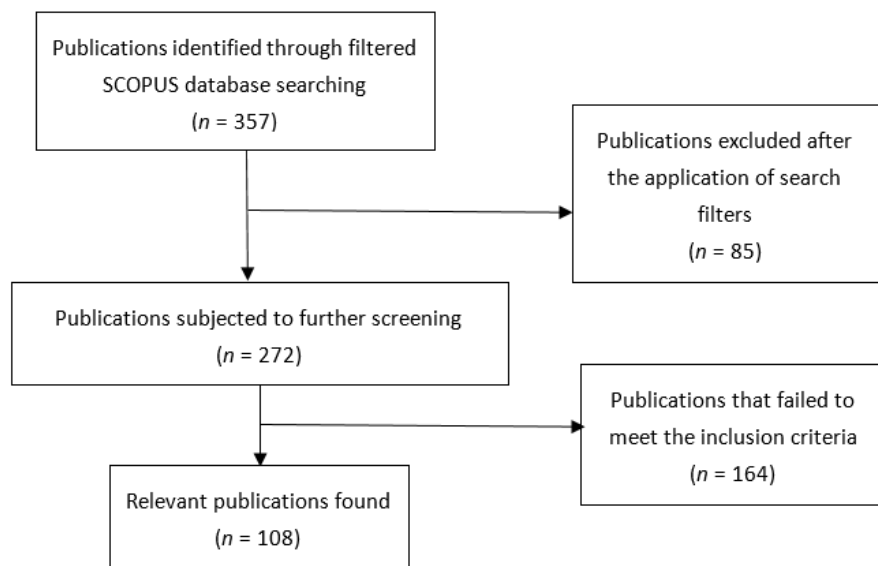 Publications identified through filtered
SCOPUS database searching
(n = 357)
Publications excluded after
the application of search
filters
(n = 85)
Publications subjected to further screening
(n = 272)
Publications that failed to
meet the inclusion criteria
(n = 164)
Relevant publications found
(n = 108)